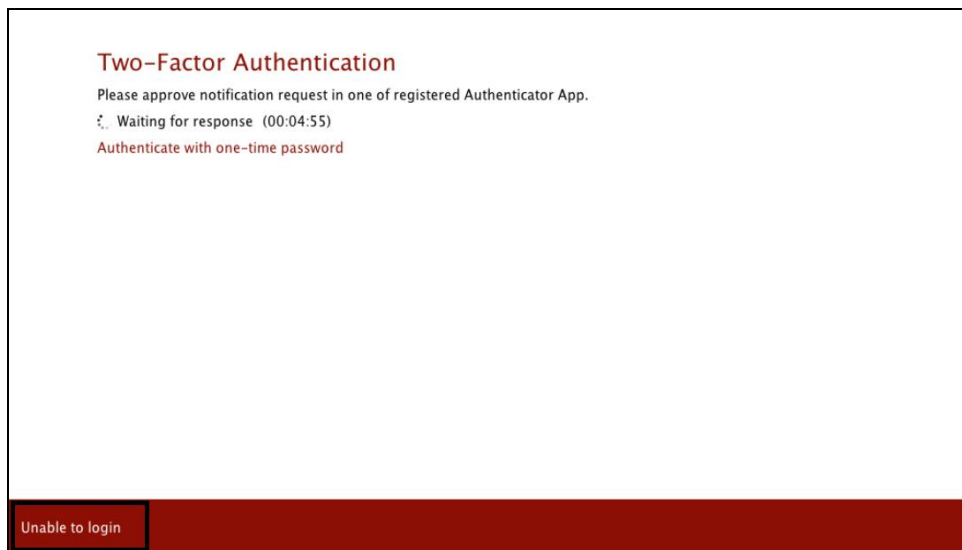 Two-Factor Authentication
Please approve notification request in one of registered Authenticator App.
Waiting for response (00:04:55)
Authenticate with one-time password
Unable to login